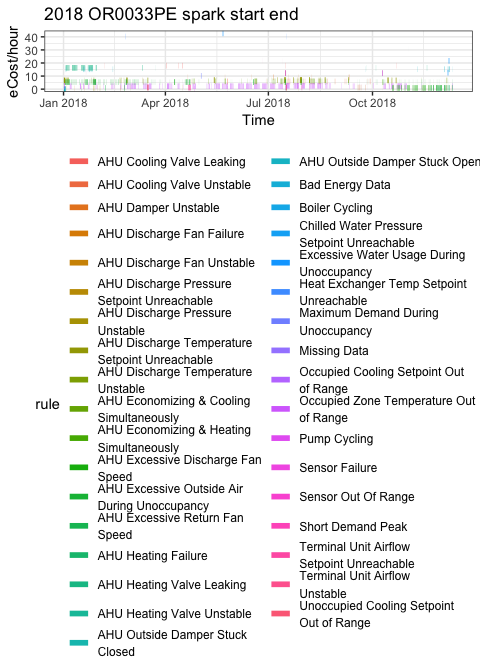 2018 OR0033PE spark start end
eCost/hour
40
30
20
10
0
Jan 2018
Apr 2018
Jul 2018
Oct 2018
Time
rule
AHU Cooling Valve Leaking
AHU Cooling Valve Unstable
AHU Damper Unstable
AHU Discharge Fan Failure
AHU Discharge Fan Unstable
AHU Discharge Pressure
Setpoint Unreachable
AHU Discharge Pressure
Unstable
AHU Discharge Temperature
Setpoint Unreachable
AHU Discharge Temperature
Unstable
AHU Economizing & Cooling
Simultaneously
AHU Economizing & Heating
Simultaneously
AHU Excessive Discharge Fan
Speed
AHU Excessive Outside Air
During Unoccupancy
AHU Excessive Return Fan
Speed
AHU Heating Failure
AHU Heating Valve Leaking
AHU Heating Valve Unstable
AHU Outside Damper Stuck
Closed
AHU Outside Damper Stuck Open
Bad Energy Data
Boiler Cycling
Chilled Water Pressure
Setpoint Unreachable
Excessive Water Usage During
Unoccupancy
Heat Exchanger Temp Setpoint
Unreachable
Maximum Demand During
Unoccupancy
Missing Data
Occupied Cooling Setpoint Out
of Range
Occupied Zone Temperature Out
of Range
Pump Cycling
Sensor Failure
Sensor Out Of Range
Short Demand Peak
Terminal Unit Airflow
Setpoint Unreachable
Terminal Unit Airflow
Unstable
Unoccupied Cooling Setpoint
Out of Range